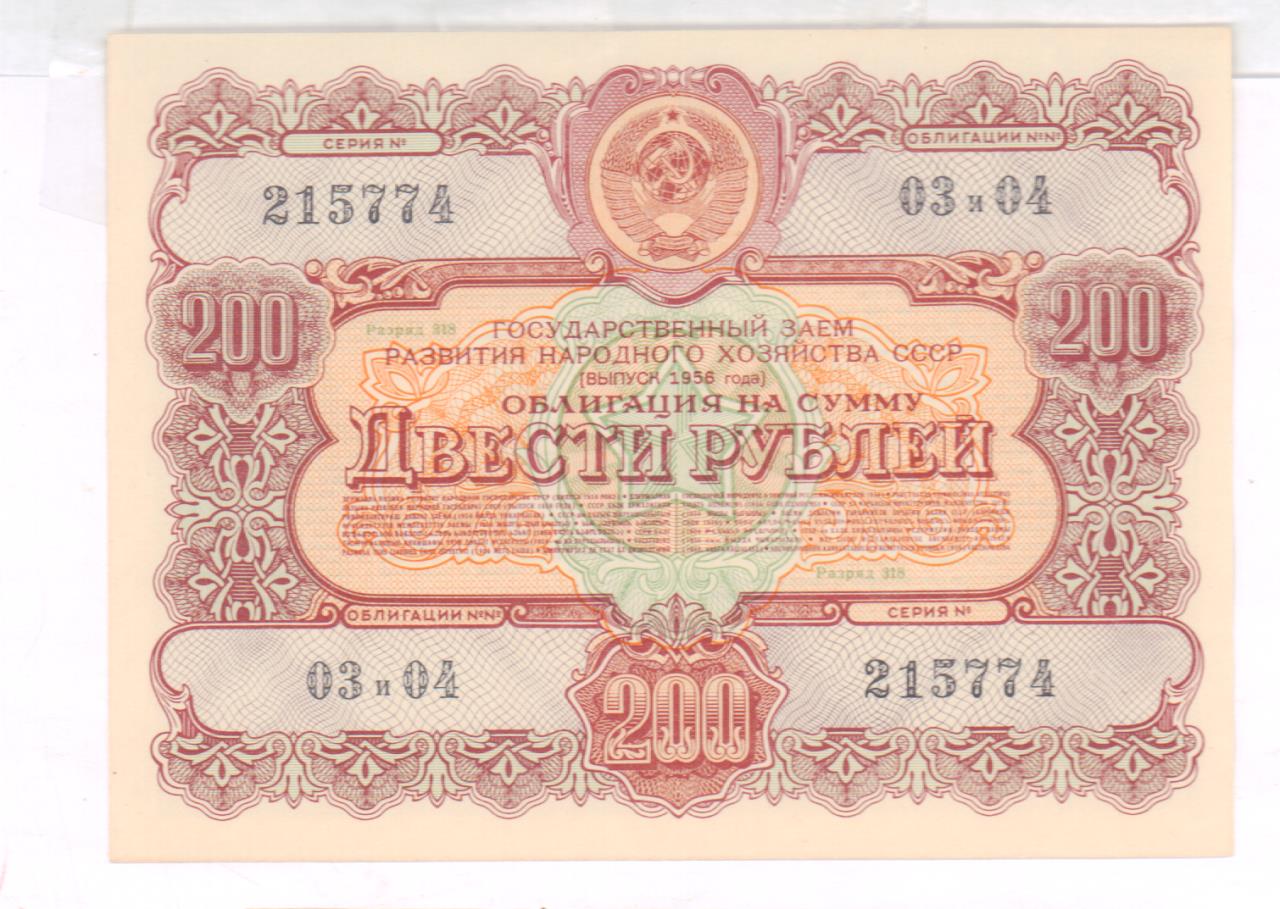 СЕРИЯ №
ОБЛИГАЦИИ №№
215774
03 и 04
200
200
Разряд 318
ГОСУДАРСТВЕННЫЙ ЗАЕМ
РАЗВИТИЯ НАРОДНОГО ХОЗЯЙСТВА СССР
(ВЫПУСК 1956 года)
ОБЛИГАЦИЯ НА СУММУ
ДВЕСТИ РУБЛЕЙ
Разряд 318
ОБЛИГАЦИИ №№
СЕРИЯ №
03 и 04
215774
200